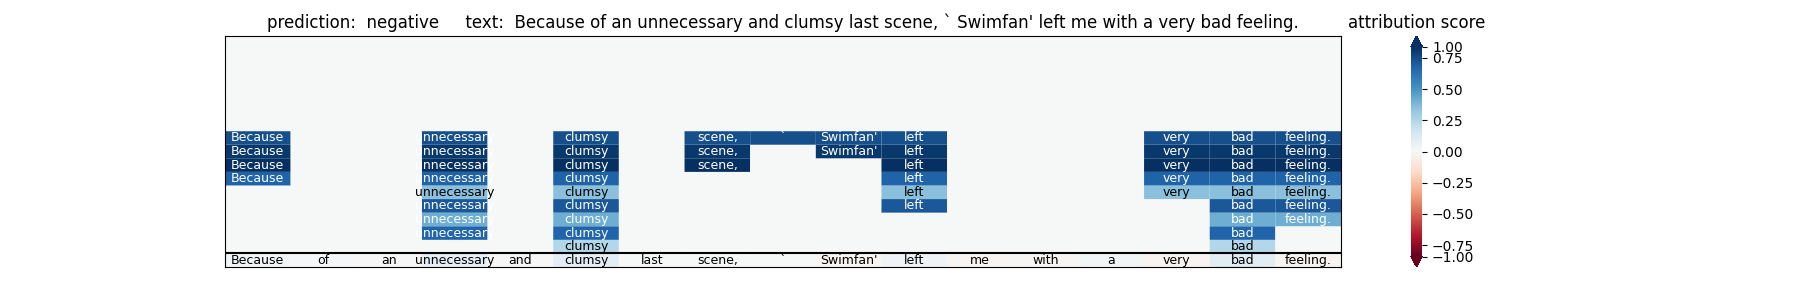 prediction:  negative     text:  Because of an unnecessary and clumsy last scene, ` Swimfan' left me with a very bad feeling.     attribution score
1.00
0.75
0.50
0.25
0.00
−0.25
−0.50
−0.75
−1.00
Because nnecessar clumsy scene, ` Swimfan' left very bad feeling.
Because nnecessar clumsy scene, Swimfan' left very bad feeling.
Because nnecessar clumsy scene, left very bad feeling.
Because nnecessar clumsy left very bad feeling.
unnecessary clumsy left very bad feeling.
nnecessar clumsy left bad feeling.
nnecessar clumsy bad feeling.
nnecessar clumsy bad
clumsy bad
Because of an unnecessary and clumsy last scene, ` Swimfan' left me with a very bad feeling.